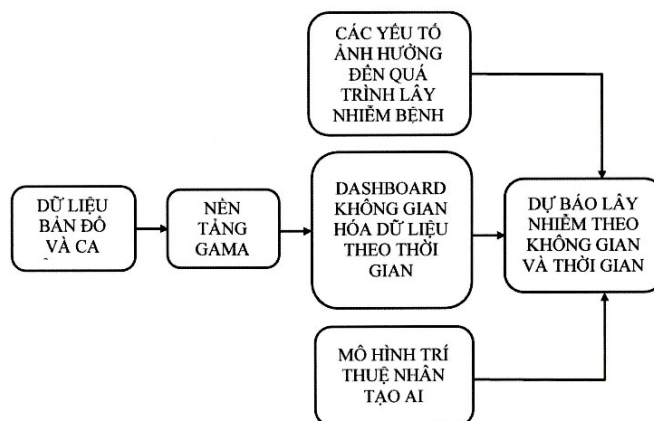 CÁC YẾU TỐ
ẢNH HƯỞNG
ĐẾN QUÁ
TRÌNH LÂY
NHIỄM BỆNH
DỮ LIỆU
BẢN ĐỒ
VÀ CA
NỀN
TẢNG
GAMA
DASHBOARD
KHÔNG GIAN
HÓA DỮ LIỆU
THEO THỜI
GIAN
DỰ BÁO LÂY
NHIỄM THEO
KHÔNG GIAN
VÀ THỜI GIAN
MÔ HÌNH TRÍ
THUỆ NHÂN
TẠO AI